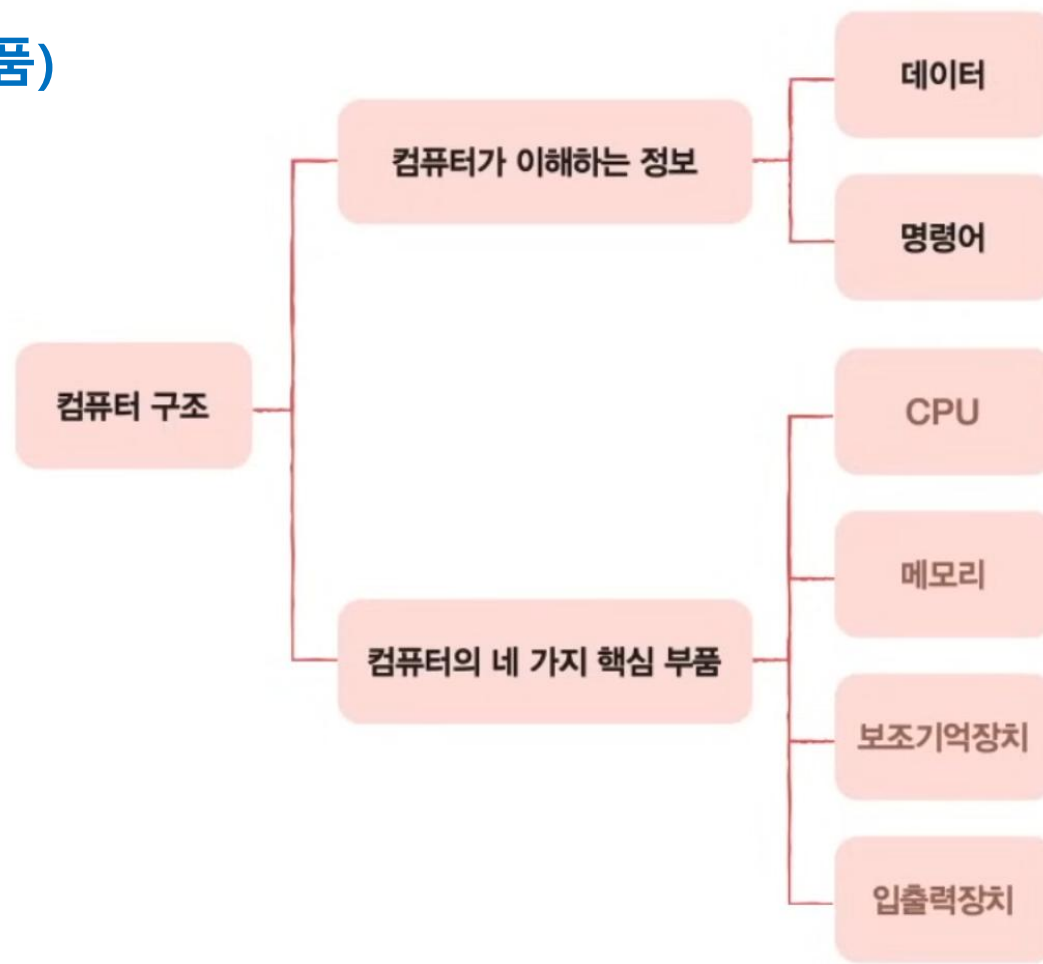 품)
컴퓨터 구조
컴퓨터가 이해하는 정보
데이터
명령어
컴퓨터의 네 가지 핵심 부품
CPU
메모리
보조기억장치
입출력장치